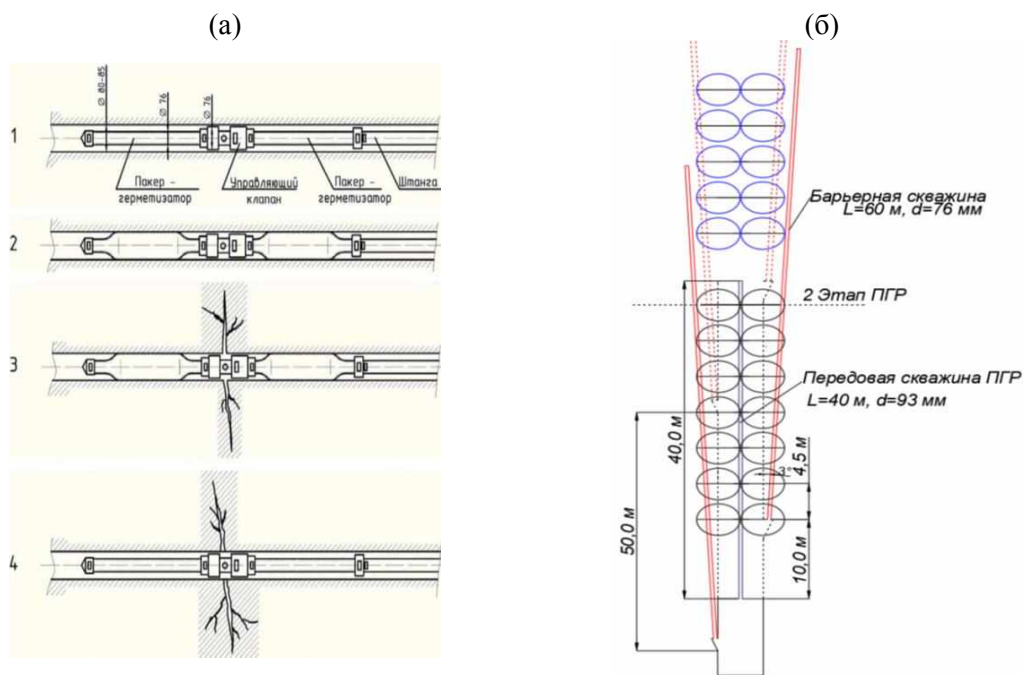 (а)
(б)
∅ 80-85
∅ 76
∅ 76
1
Пакер -
герметизатор
Управляющий
клапан
Пакер -
герметизатор
Штанга
2
3
4
Барьерная скважина
L=60 м, d=76 мм
2 Этап ПГР
Передовая скважина ПГР
L=40 м, d=93 мм
40,0 м
50,0 м
4,5 м
3°
10,0 м